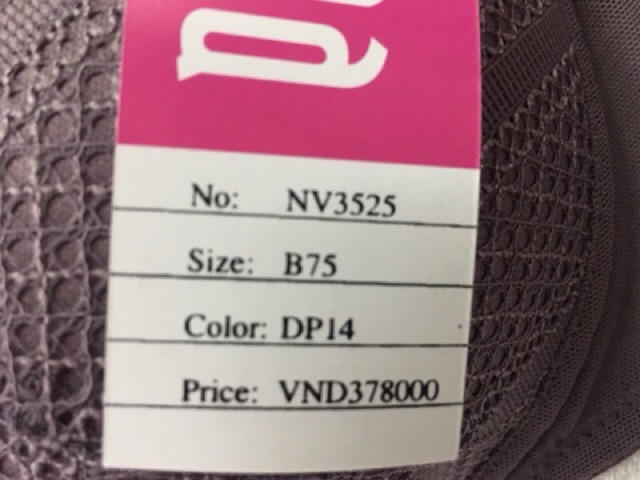 No: NV3525
Size: B75
Color: DP14
Price: VND378000